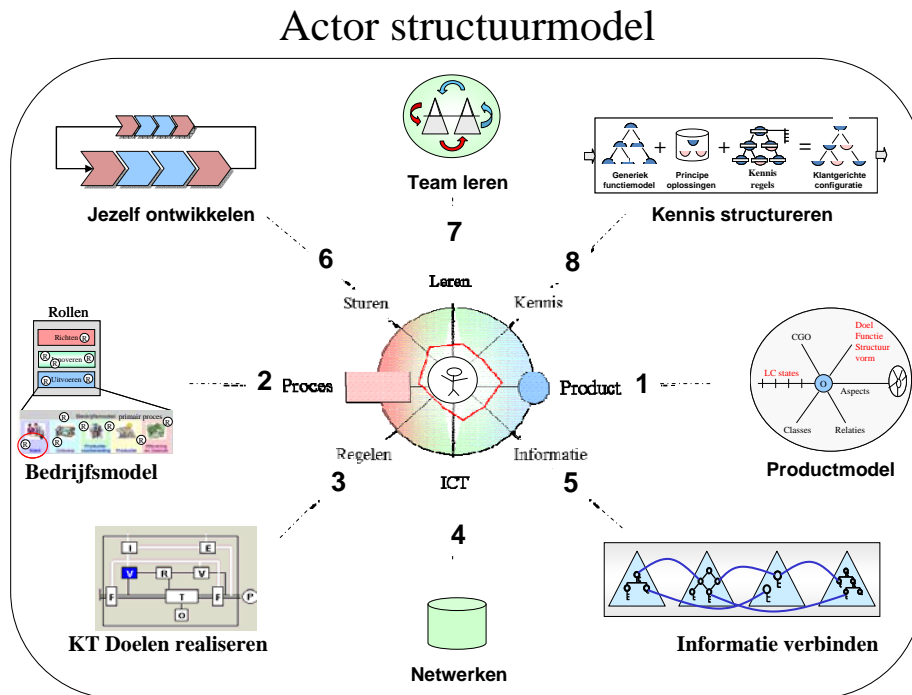 Actor structuurmodel
Team leren
Jezelf ontwikkelen
Generiek
functiemodel
Principe
oplossingen
Kennis
regels
Klantgerichte
configuratie
+
+
=
Kennis structureren
7
6
8
Leren
Sturen
Kennis
Rollen
Richten R
R R
R Uitvoeren R
R Bedrijfsmodel primair proces R
R R R R
R
Bedrijfsmodel
2
Proces
Product
1
CGO
Doel
Functie
Structuur
vorm
LC states
O
Aspects
Classes
Relaties
Productmodel
Regelen
Informatie
ICT
3
5
4
I E
V R V
F T F P
O
KT Doelen realiseren
Netwerken
Informatie verbinden